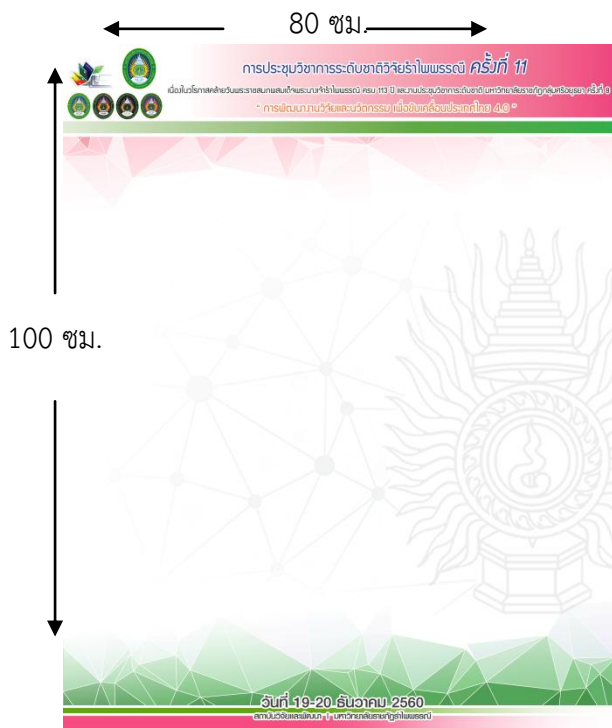 80 ซม.
การประชุมวิชาการระดับชาติวิจัยรำไพพรรณี ครั้งที่ 11
เนื่องในวโรกาสคล้ายวันพระราชสมภพสมเด็จพระนางเจ้ารำไพพรรณี ครบ 113 ปี และงานประชุมวิชาการระดับชาติ มหาวิทยาลัยราชภัฏกลุ่มศรีอยุธยา ครั้งที่ 8
" การพัฒนางานวิจัยและนวัตกรรม เพื่อขับเคลื่อนประเทศไทย 4.0 "
100 ซม.
วันที่ 19-20 ธันวาคม 2560
สถาบันวิจัยและพัฒนา | มหาวิทยาลัยราชภัฏรำไพพรรณี